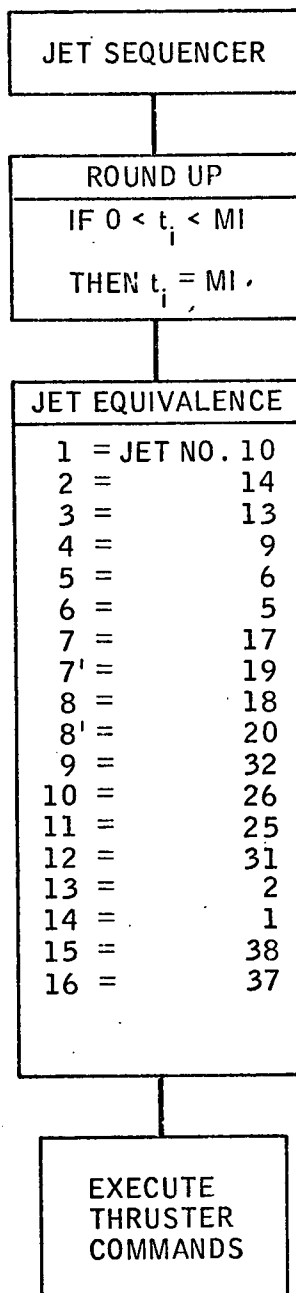 JET SEQUENCER
ROUND UP
IF 0 < t_i < MI
THEN t_i = MI.
JET EQUIVALENCE
1 = JET NO. 10
2 = 14
3 = 13
4 = 9
5 = 6
6 = 5
7 = 17
7' = 19
8 = 18
8' = 20
9 = 32
10 = 26
11 = 25
12 = 31
13 = 2
14 = 1
15 = 38
16 = 37
EXECUTE
THRUSTER
COMMANDS